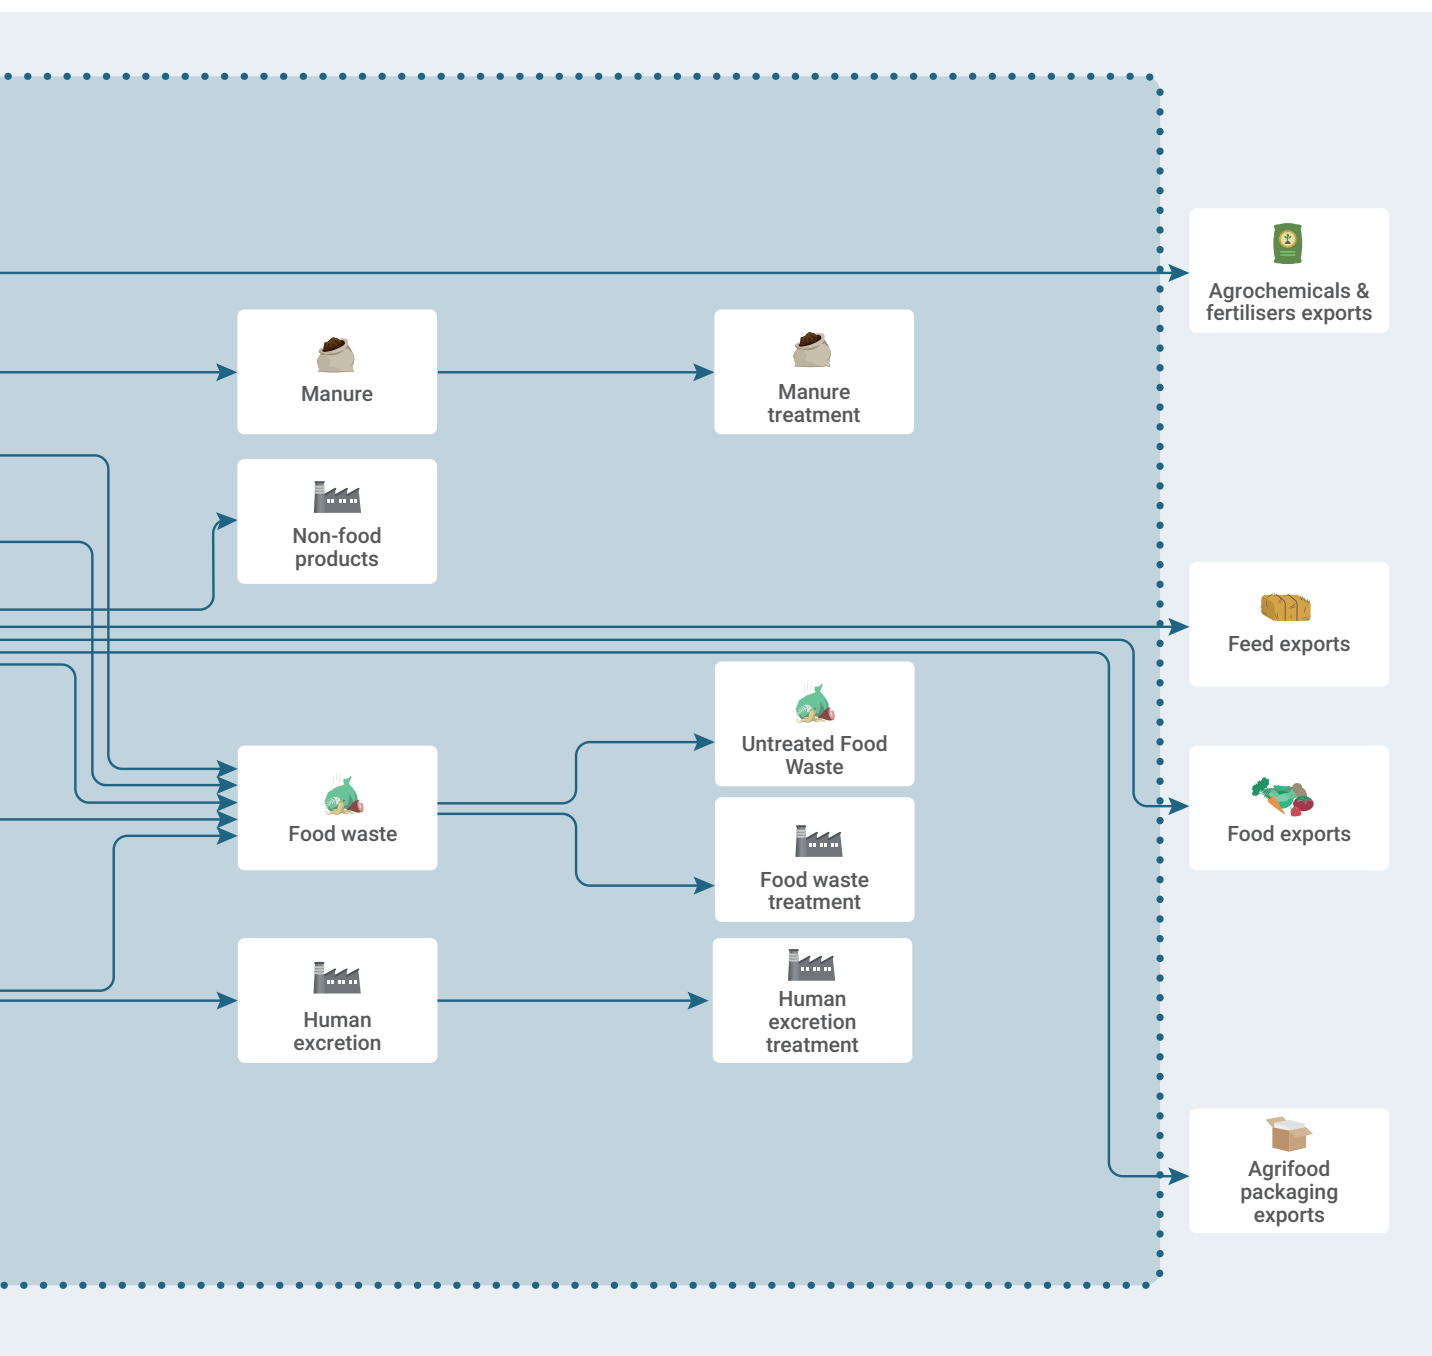 Agrochemicals &
fertilisers exports
Manure
Manure
treatment
Non-food
products
Feed exports
Untreated Food
Waste
Food waste
Food exports
Food waste
treatment
Human
excretion
Human
excretion
treatment
Agrifood
packaging
exports